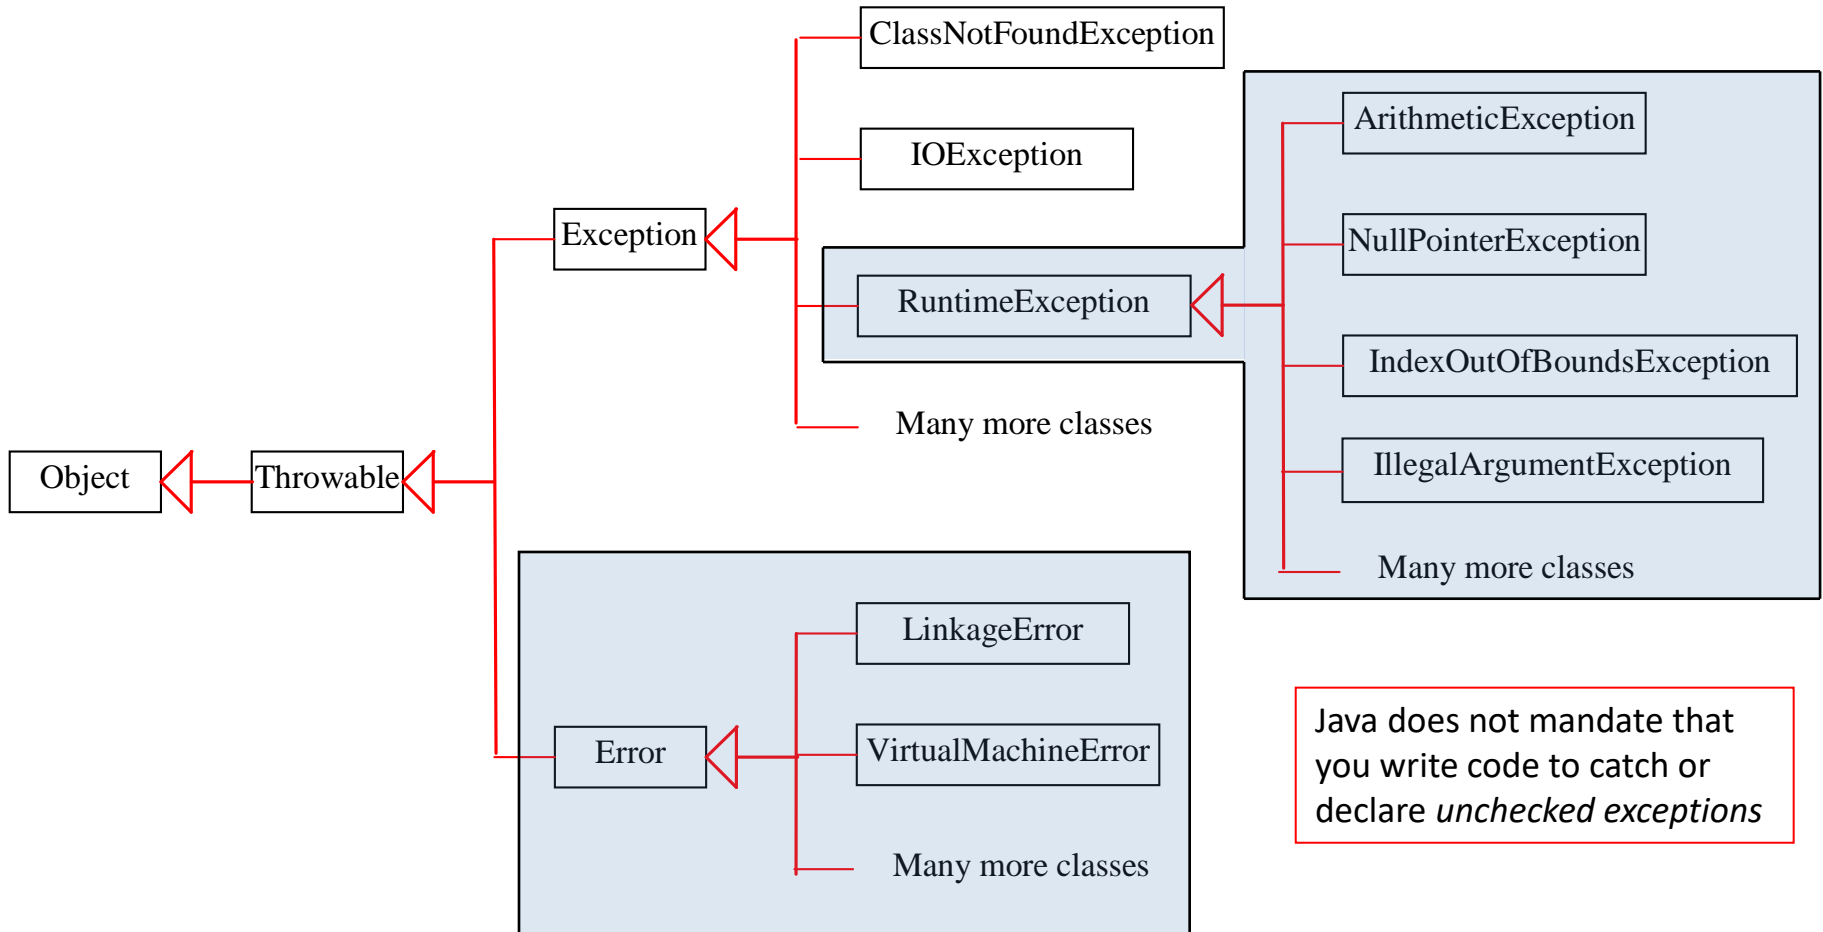 ClassNotFoundException
ArithmeticException
IOException
Exception
NullPointerException
RuntimeException
IndexOutOfBoundsException
Many more classes
IllegalArgumentException
Object
Throwable
Many more classes
LinkageError
Error
VirtualMachineError
Many more classes
Java does not mandate that
you write code to catch or
declare unchecked exceptions